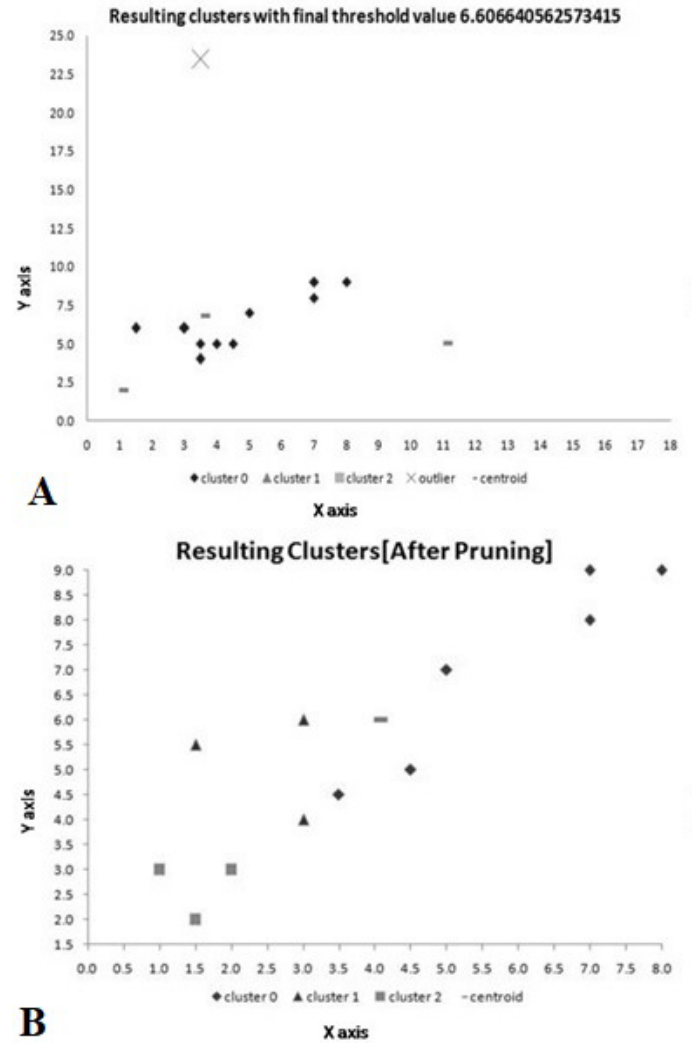 Resulting clusters with final threshold value 6.606640562573415
25.0
22.5
20.0
17.5
15.0
12.5
10.0
7.5
5.0
2.5
0.0
Y axis
0 1 2 3 4 5 6 7 8 9 10 11 12 13 14 15 16 17 18
cluster 0 cluster 1 cluster 2 outlier centroid
X axis
A
Resulting Clusters[After Pruning]
9.0
8.5
8.0
7.5
7.0
6.5
6.0
5.5
5.0
4.5
4.0
3.5
3.0
2.5
2.0
1.5
Y axis
0.0 0.5 1.0 1.5 2.0 2.5 3.0 3.5 4.0 4.5 5.0 5.5 6.0 6.5 7.0 7.5 8.0
cluster 0 cluster 1 cluster 2 centroid
X axis
B